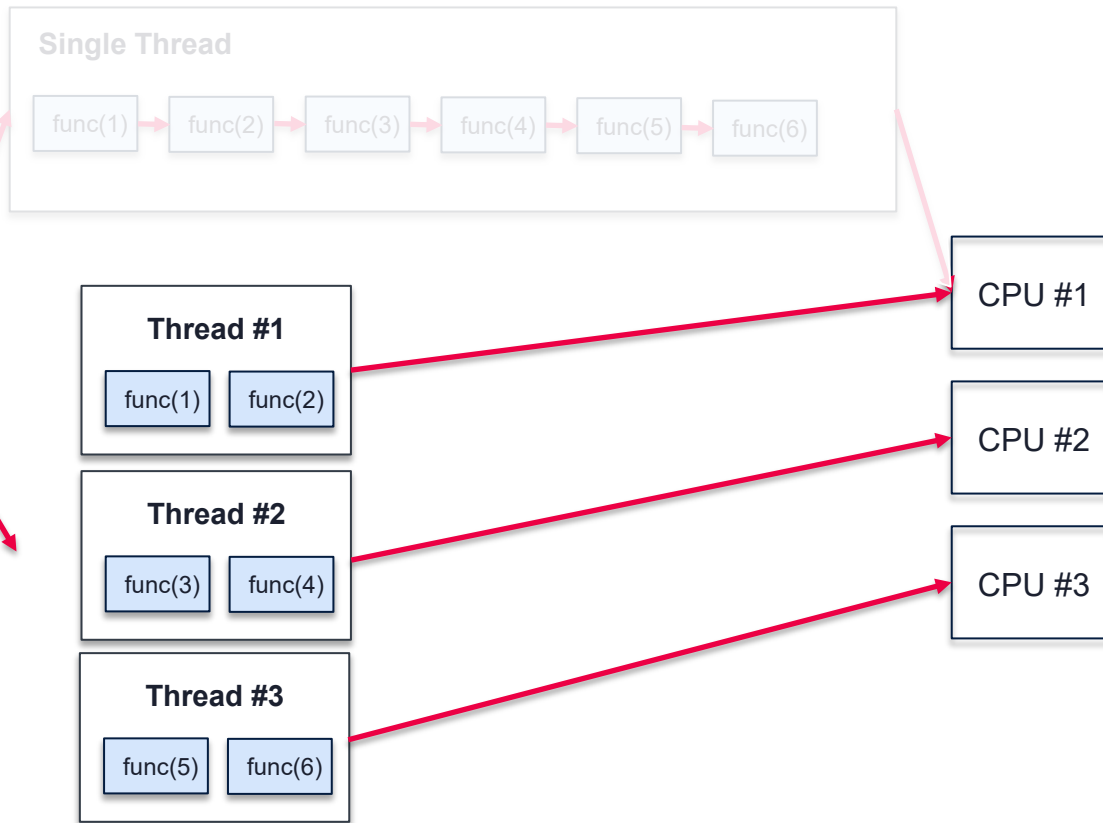 Single Thread
func(1) func(2) func(3) func(4) func(5) func(6)
Thread #1
func(1) func(2)
Thread #2
func(3) func(4)
Thread #3
func(5) func(6)
CPU #1
CPU #2
CPU #3